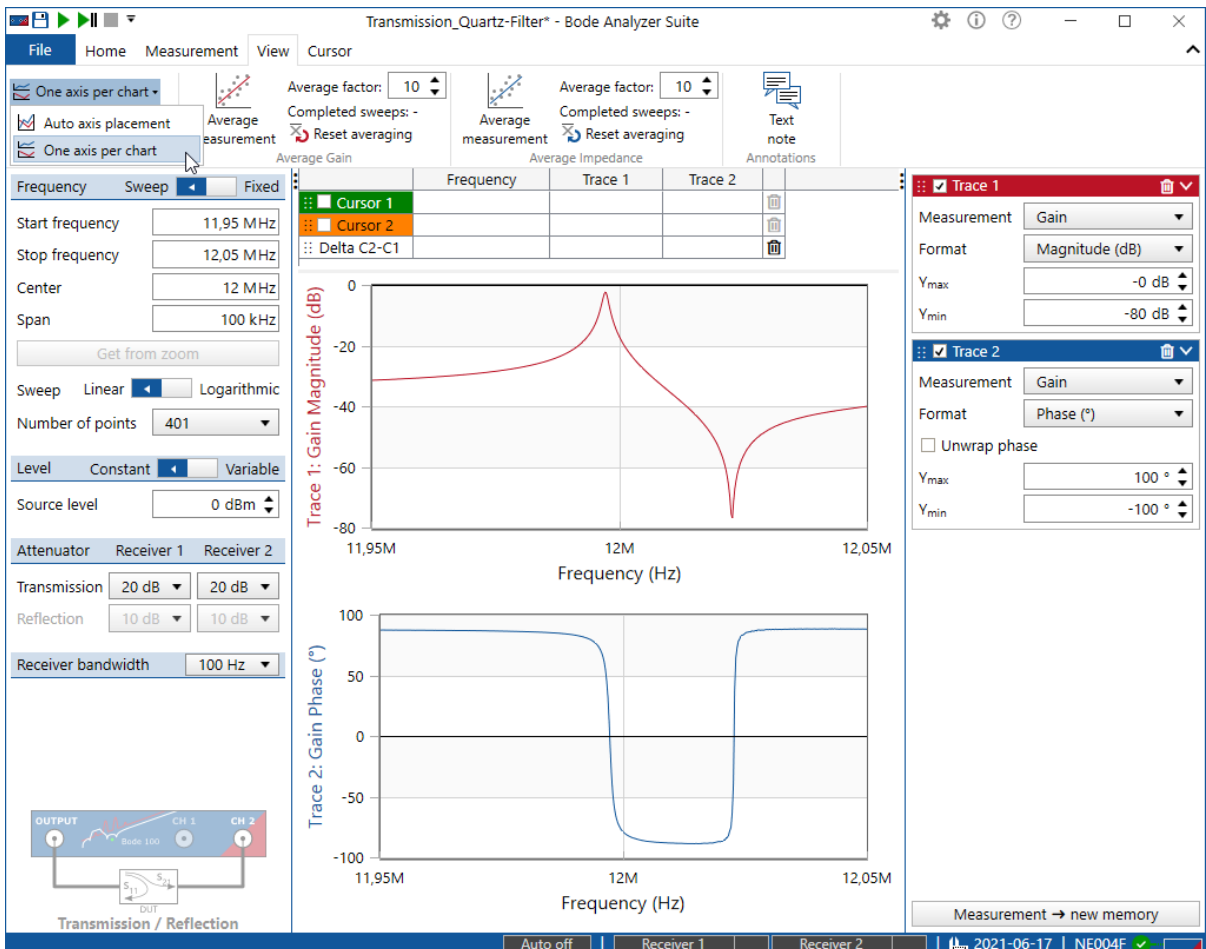 Transmission_Quartz-Filter* - Bode Analyzer Suite
File Home Measurement View Cursor
One axis per chart
Auto axis placement
One axis per chart
Average
easurement
Average factor: 10
Completed sweeps: -
Reset averaging
Average Gain
Average
measurement
Average factor: 10
Completed sweeps: -
Reset averaging
Average Impedance
Text
note
Annotations
Frequency Sweep Fixed
Start frequency 11,95 MHz
Stop frequency 12,05 MHz
Center 12 MHz
Span 100 kHz
Get from zoom
Sweep Linear Logarithmic
Number of points 401
Level Constant Variable
Source level 0 dBm
Attenuator Receiver 1 Receiver 2
Transmission 20 dB 20 dB
Reflection 10 dB 10 dB
Receiver bandwidth 100 Hz
OUTPUT CH 1 CH 2
Bode 100
S11 S21
DUT
Transmission / Reflection
Frequency Trace 1 Trace 2
Cursor 1
Cursor 2
Delta C2-C1
Trace 1: Gain Magnitude (dB)
0
-20
-40
-60
-80
11,95M 12M 12,05M
Frequency (Hz)
Trace 2: Gain Phase (°)
100
50
0
-50
-100
11,95M 12M 12,05M
Frequency (Hz)
Trace 1
Measurement Gain
Format Magnitude (dB)
Ymax -0 dB
Ymin -80 dB
Trace 2
Measurement Gain
Format Phase (°)
Unwrap phase
Ymax 100 °
Ymin -100 °
Measurement → new memory
Auto off Receiver 1 Receiver 2 2021-06-17 NE004F